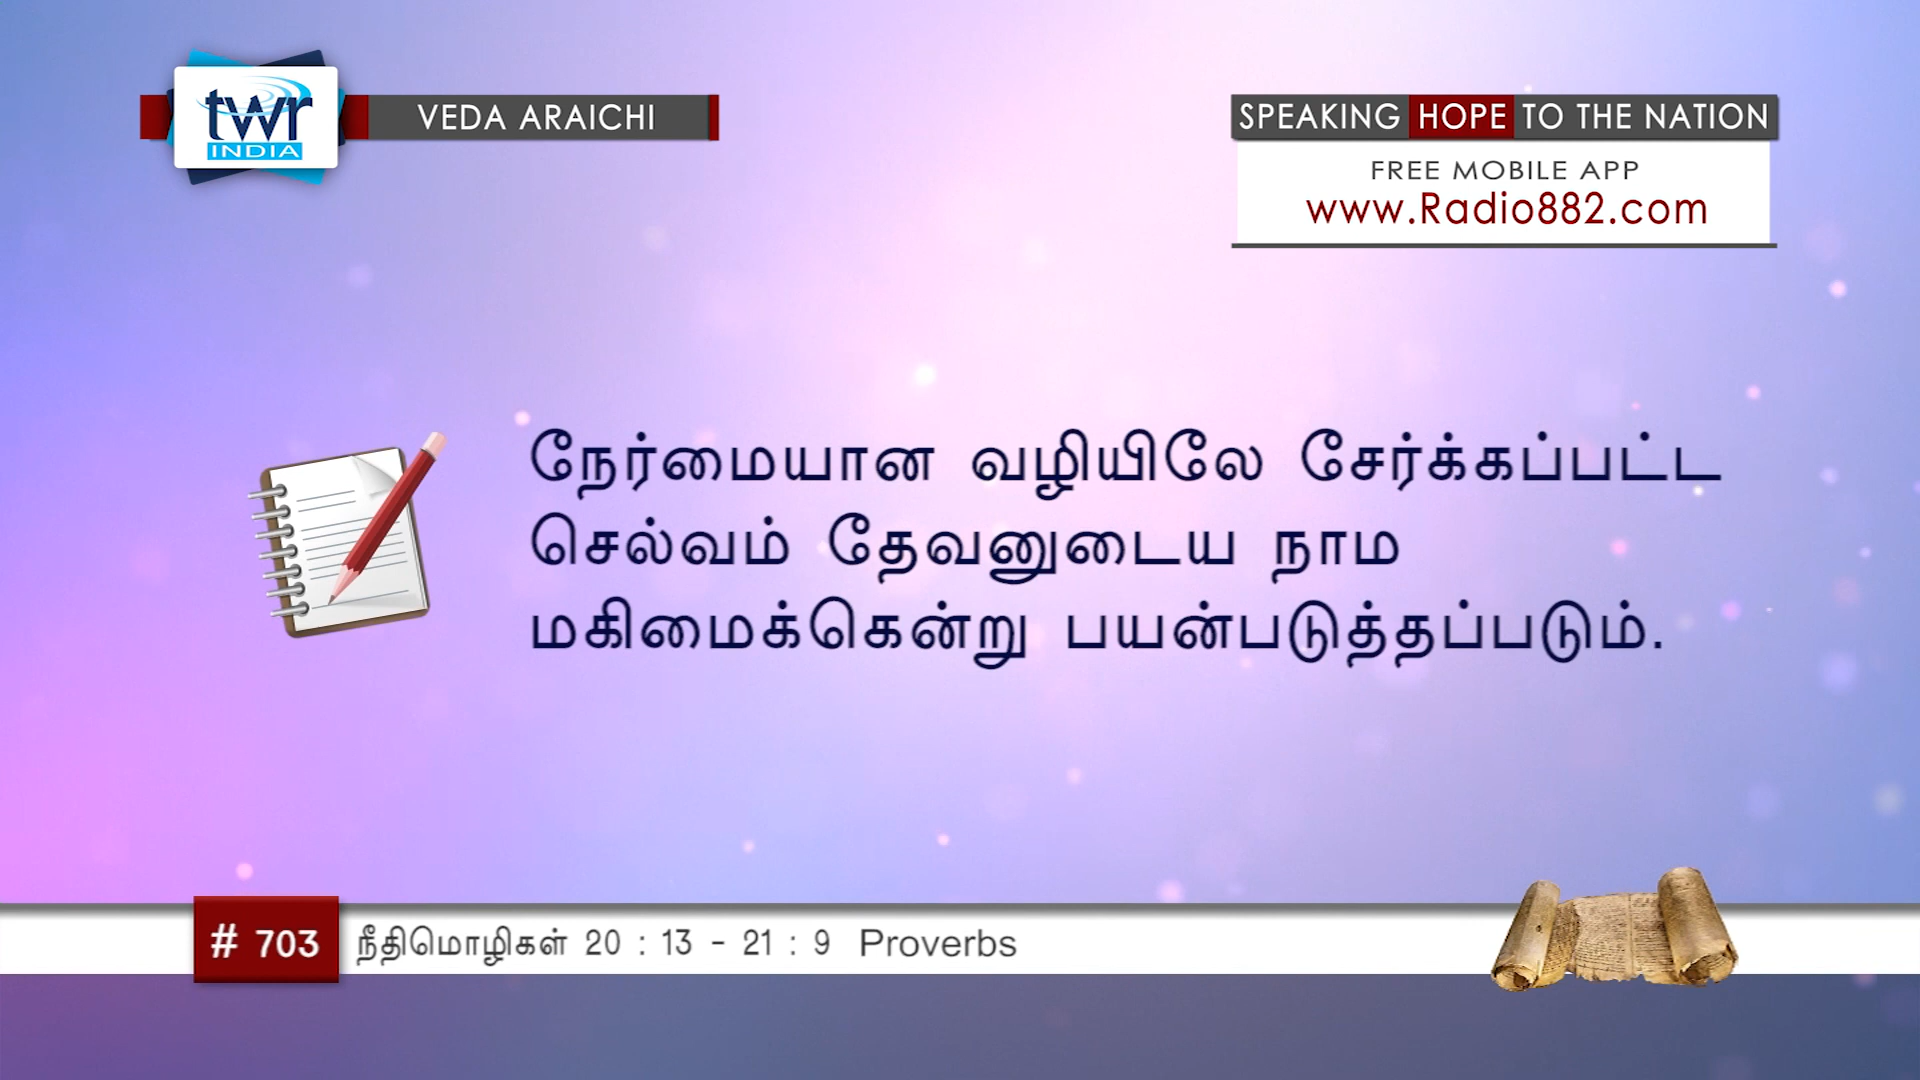 twr
INDIA
VEDA ARAICHI
SPEAKING HOPE TO THE NATION
FREE MOBILE APP
www.Radio882.com
நேர்மையான வழியிலே சேர்க்கப்பட்ட
செல்வம் தேவனுடைய நாம
மகிமைக்கென்று பயன்படுத்தப்படும்.
# 703 நீதிமொழிகள் 20 : 13 - 21 : 9 Proverbs